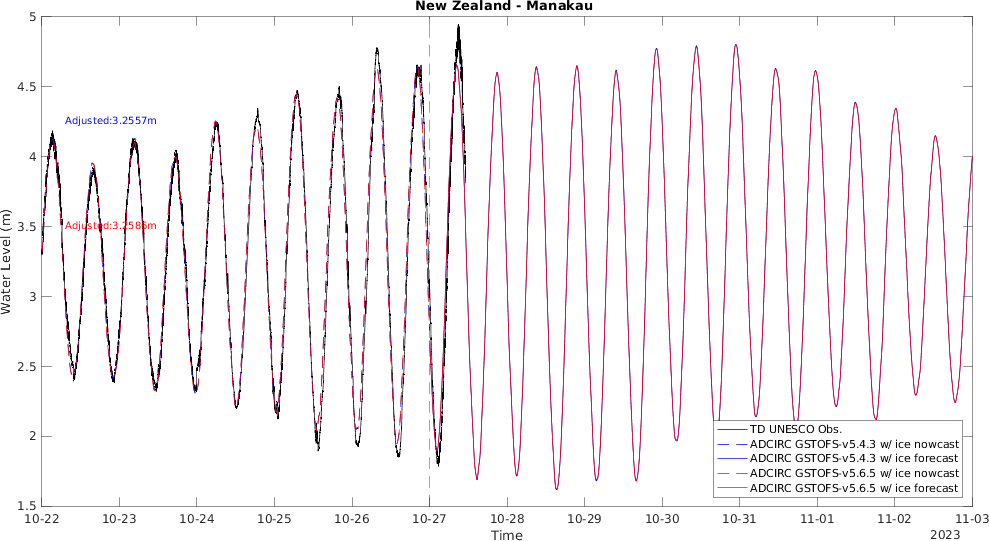 New Zealand - Manakau
Water Level (m)
5
4.5
4
3.5
3
2.5
2
1.5
Adjusted:3.2557m
Adjusted:3.2586m
TD UNESCO Obs.
ADCIRC GSTOFS-v5.4.3 w/ ice nowcast
ADCIRC GSTOFS-v5.4.3 w/ ice forecast
ADCIRC GSTOFS-v5.6.5 w/ ice nowcast
ADCIRC GSTOFS-v5.6.5 w/ ice forecast
10-22 10-23 10-24 10-25 10-26 10-27 10-28 10-29 10-30 10-31 11-01 11-02 11-03
Time
2023